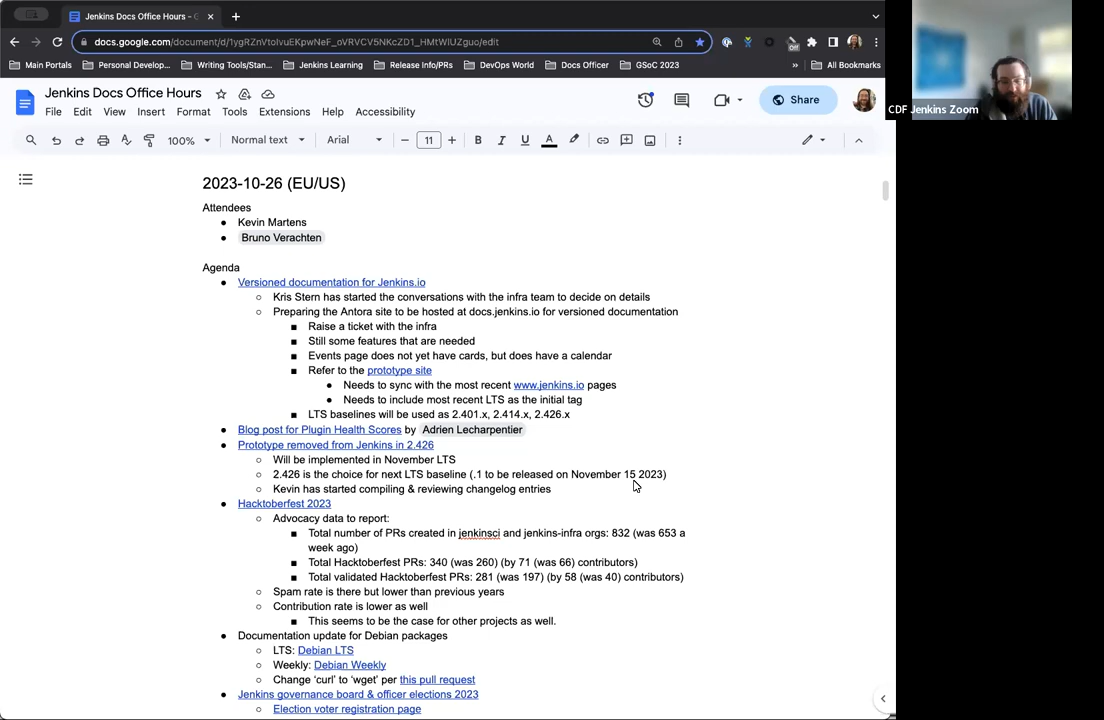 Jenkins Docs Office Hours - G
docs.google.com/document/d/1ygRZnVtolvuEKpwNeF_oVRVCV5NKcZD1_HMtWlUZguo/edit
Main Portals
Personal Develop...
Writing Tools/Stan...
Jenkins Learning
Release Info/PRs
DevOps World
Docs Officer
GSoC 2023
»
All Bookmarks
Off
CDF Jenkins Zoom
Jenkins Docs Office Hours
File Edit View Insert Format Tools Extensions Help Accessibility
Share
100% Normal text Arial − 11 + B I U A
2023-10-26 (EU/US)
Attendees
● Kevin Martens
● Bruno Verachten
Agenda
● Versioned documentation for Jenkins.io
○ Kris Stern has started the conversations with the infra team to decide on details
○ Preparing the Antora site to be hosted at docs.jenkins.io for versioned documentation
■ Raise a ticket with the infra
■ Still some features that are needed
■ Events page does not yet have cards, but does have a calendar
■ Refer to the prototype site
● Needs to sync with the most recent www.jenkins.io pages
● Needs to include most recent LTS as the initial tag
■ LTS baselines will be used as 2.401.x, 2.414.x, 2.426.x
● Blog post for Plugin Health Scores by Adrien Lecharpentier
● Prototype removed from Jenkins in 2.426
○ Will be implemented in November LTS
○ 2.426 is the choice for next LTS baseline (.1 to be released on November 15 2023)
○ Kevin has started compiling & reviewing changelog entries
● Hacktoberfest 2023
○ Advocacy data to report:
■ Total number of PRs created in jenkinsci and jenkins-infra orgs: 832 (was 653 a
week ago)
■ Total Hacktoberfest PRs: 340 (was 260) (by 71 (was 66) contributors)
■ Total validated Hacktoberfest PRs: 281 (was 197) (by 58 (was 40) contributors)
○ Spam rate is there but lower than previous years
○ Contribution rate is lower as well
■ This seems to be the case for other projects as well.
● Documentation update for Debian packages
○ LTS: Debian LTS
○ Weekly: Debian Weekly
○ Change ‘curl’ to ‘wget’ per this pull request
● Jenkins governance board & officer elections 2023
○ Election voter registration page